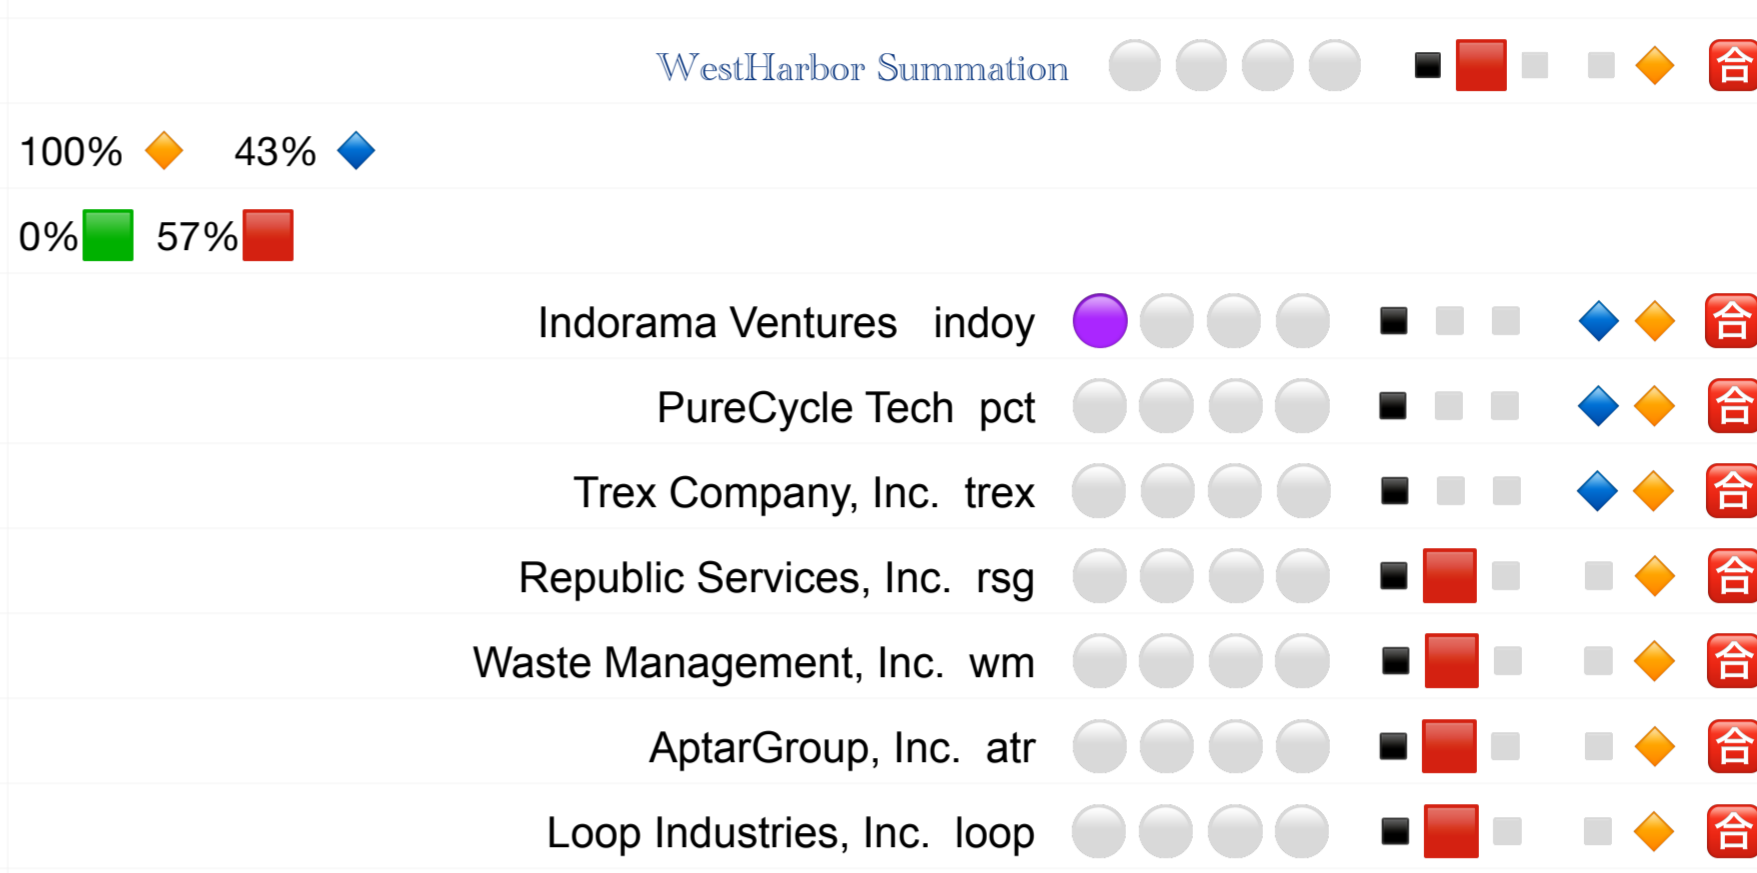 WestHarbor Summation 合
100% 43%
0% 57%
Indorama Ventures indoy 合
PureCycle Tech pct 合
Trex Company, Inc. trex 合
Republic Services, Inc. rsg 合
Waste Management, Inc. wm 合
AptarGroup, Inc. atr 合
Loop Industries, Inc. loop 合